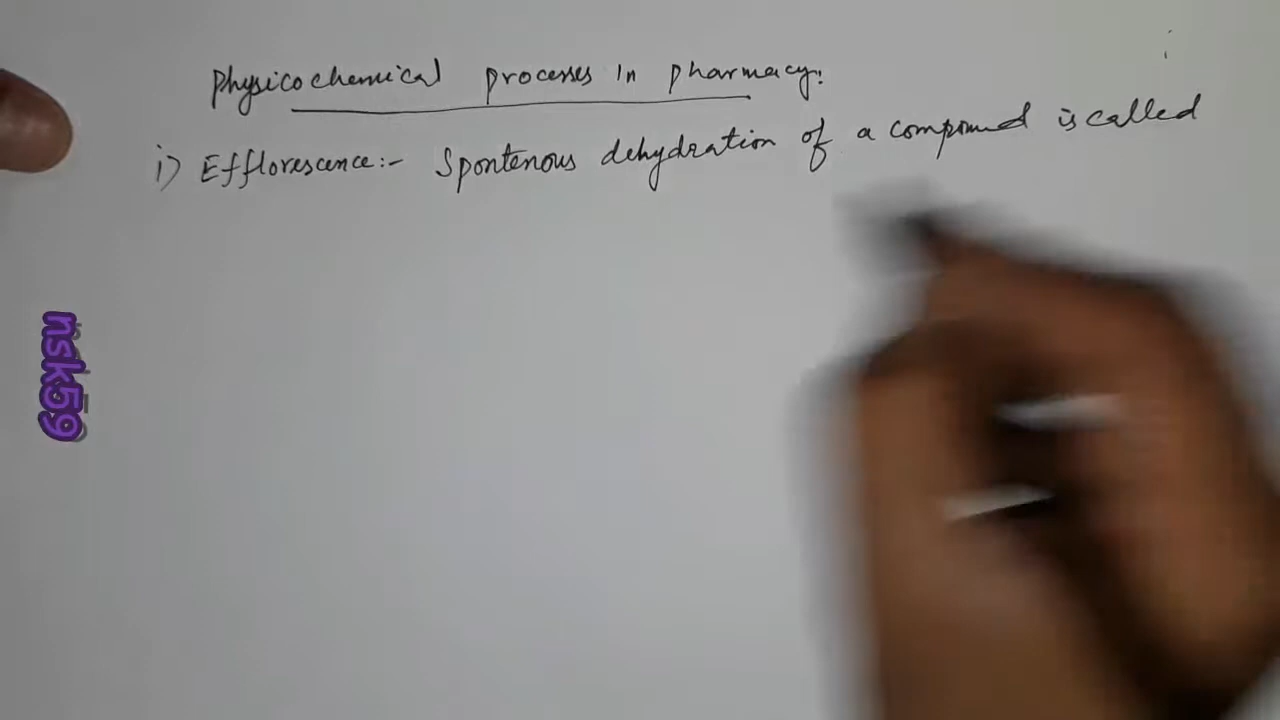 Physicochemical processes in pharmacy:
i) Efflorescence:- Spontenous dehydration of a compound is called
nsk59